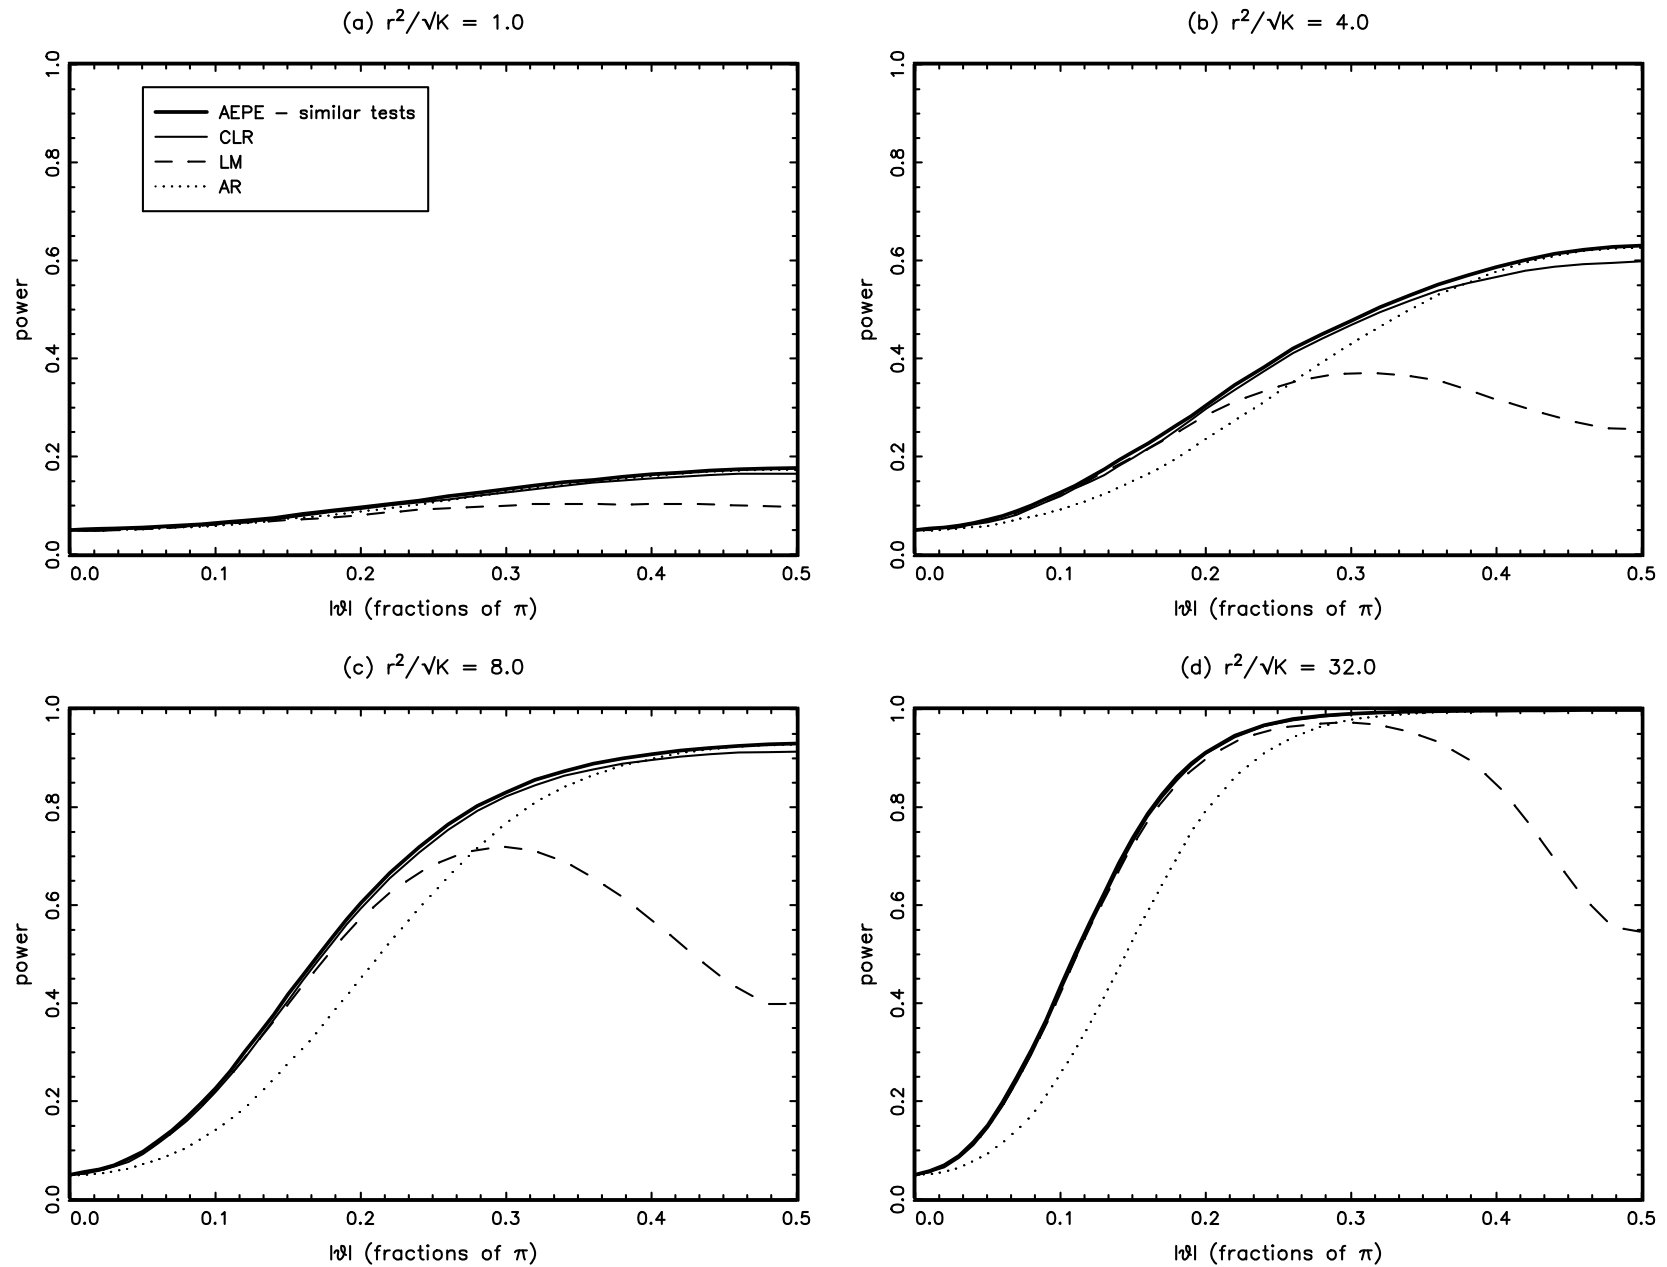 (a) r²/√K = 1.0
1.0
0.8
0.6
0.4
0.2
0.0
power
AEPE – similar tests
CLR
LM
AR
0.0 0.1 0.2 0.3 0.4 0.5
|ϑ| (fractions of π)
(b) r²/√K = 4.0
1.0
0.8
0.6
0.4
0.2
0.0
power
0.0 0.1 0.2 0.3 0.4 0.5
|ϑ| (fractions of π)
(c) r²/√K = 8.0
1.0
0.8
0.6
0.4
0.2
0.0
power
0.0 0.1 0.2 0.3 0.4 0.5
|ϑ| (fractions of π)
(d) r²/√K = 32.0
1.0
0.8
0.6
0.4
0.2
0.0
power
0.0 0.1 0.2 0.3 0.4 0.5
|ϑ| (fractions of π)